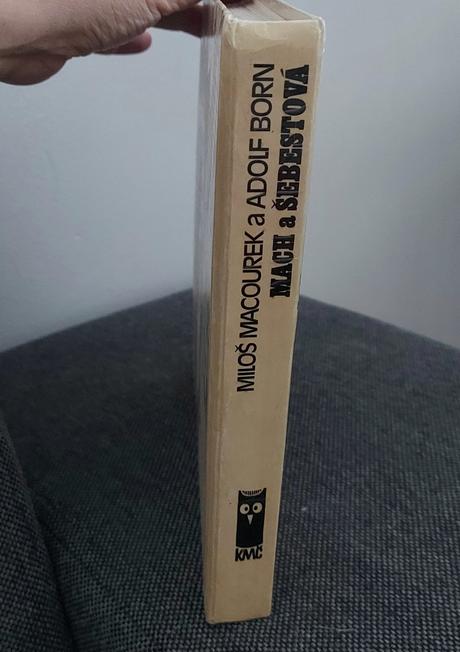 MILOŠ MACOUREK a ADOLF BORN
MACH a ŠEBESTOVÁ
KMČ